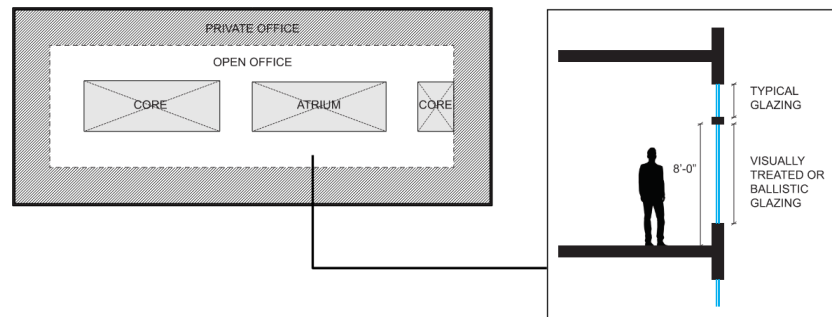 PRIVATE OFFICE
OPEN OFFICE
CORE
ATRIUM
CORE
TYPICAL
GLAZING
8'-0"
VISUALLY
TREATED OR
BALLISTIC
GLAZING